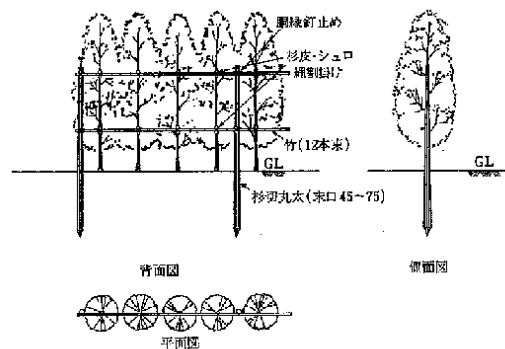 胴縁釘止め
杉皮・シュロ
縄割掛け
竹(12本束)
GL
GL
杉切丸太(末口45～75)
背面図
側面図
平面図